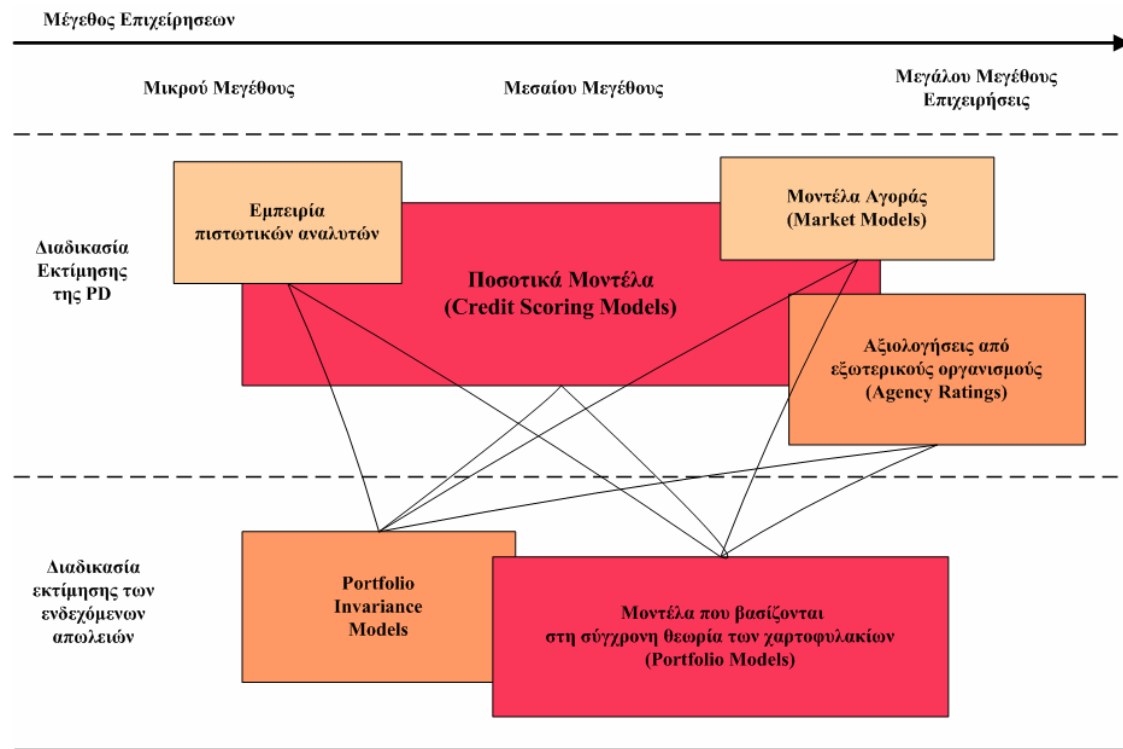 Μέγεθος Επιχείρησεων
Μικρού Μεγέθους
Μεσαίου Μεγέθους
Μεγάλου Μεγέθους
Επιχειρήσεις
Διαδικασία
Εκτίμησης
της PD
Εμπειρία
πιστωτικών αναλυτών
Ποσοτικά Μοντέλα
(Credit Scoring Models)
Μοντέλα Αγοράς
(Market Models)
Αξιολογήσεις από
εξωτερικούς οργανισμούς
(Agency Ratings)
Διαδικασία
εκτίμησης των
ενδεχόμενων
απωλειών
Portfolio
Invariance
Models
Μοντέλα που βασίζονται
στη σύγχρονη θεωρία των χαρτοφυλακίων
(Portfolio Models)